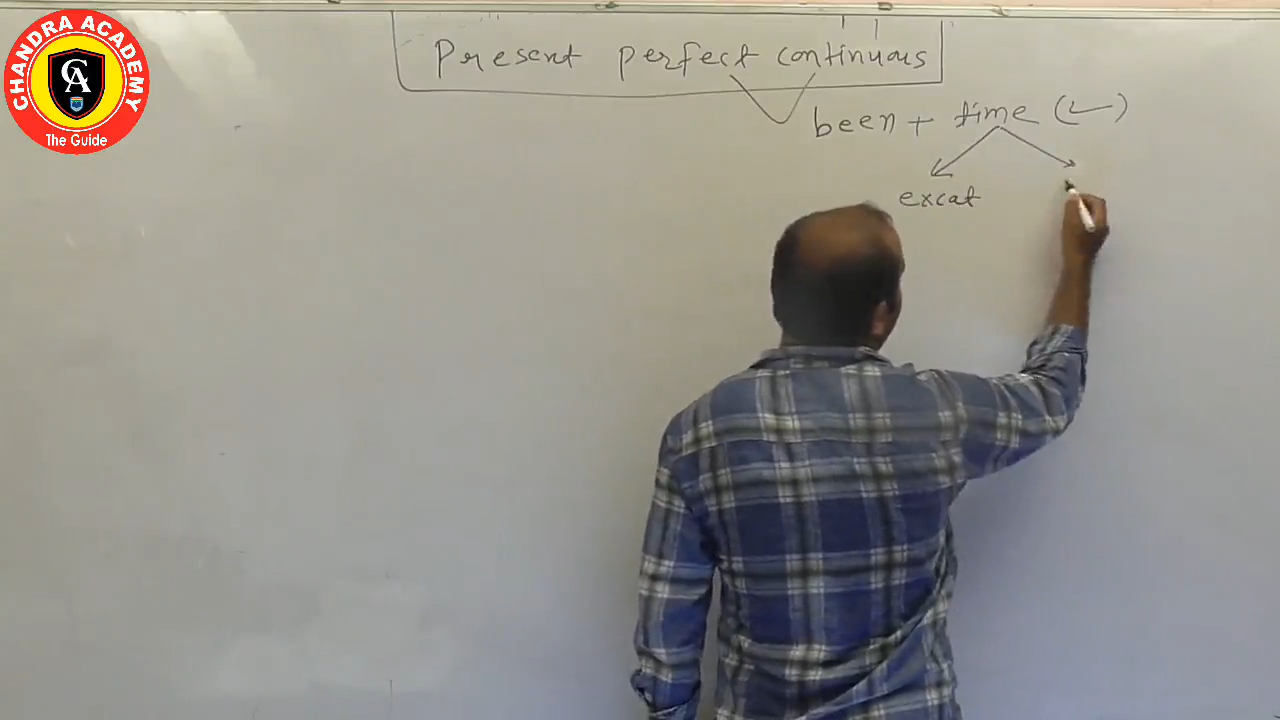 CHANDRA ACADEMY
CA
The Guide
Present perfect continuous
been + time (✓)
excat